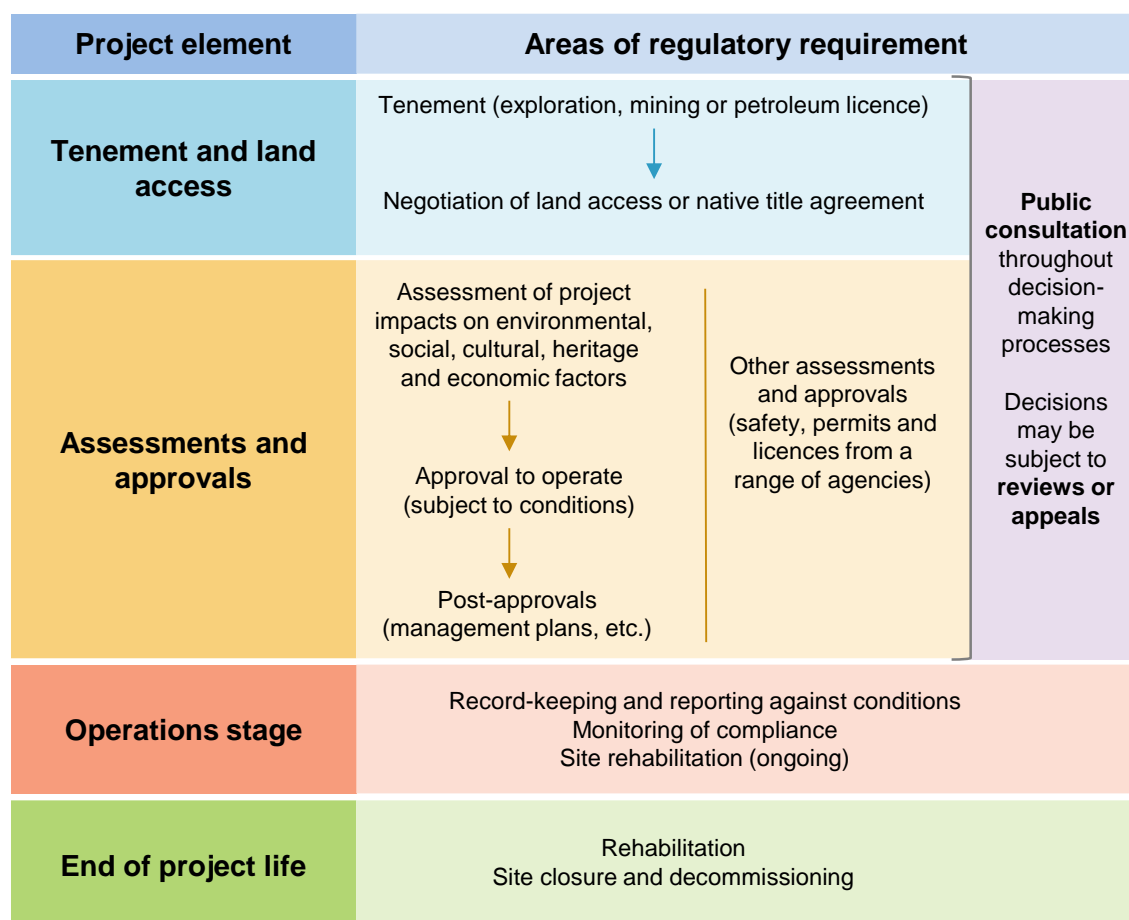 Project element
Areas of regulatory requirement
Tenement and land
access
Tenement (exploration, mining or petroleum licence)
Negotiation of land access or native title agreement
Public
consultation
throughout
decision-
making
processes
Decisions
may be
subject to
reviews or
appeals
Assessments and
approvals
Assessment of project
impacts on environmental,
social, cultural, heritage
and economic factors
Approval to operate
(subject to conditions)
Post-approvals
(management plans, etc.)
Other assessments
and approvals
(safety, permits and
licences from a
range of agencies)
Operations stage
Record-keeping and reporting against conditions
Monitoring of compliance
Site rehabilitation (ongoing)
End of project life
Rehabilitation
Site closure and decommissioning